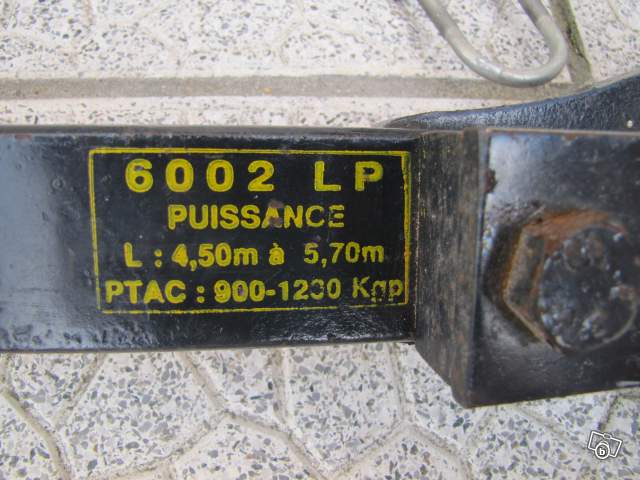 6002 LP
PUISSANCE
L : 4,50m à 5,70m
PTAC : 900-1200 Kgp